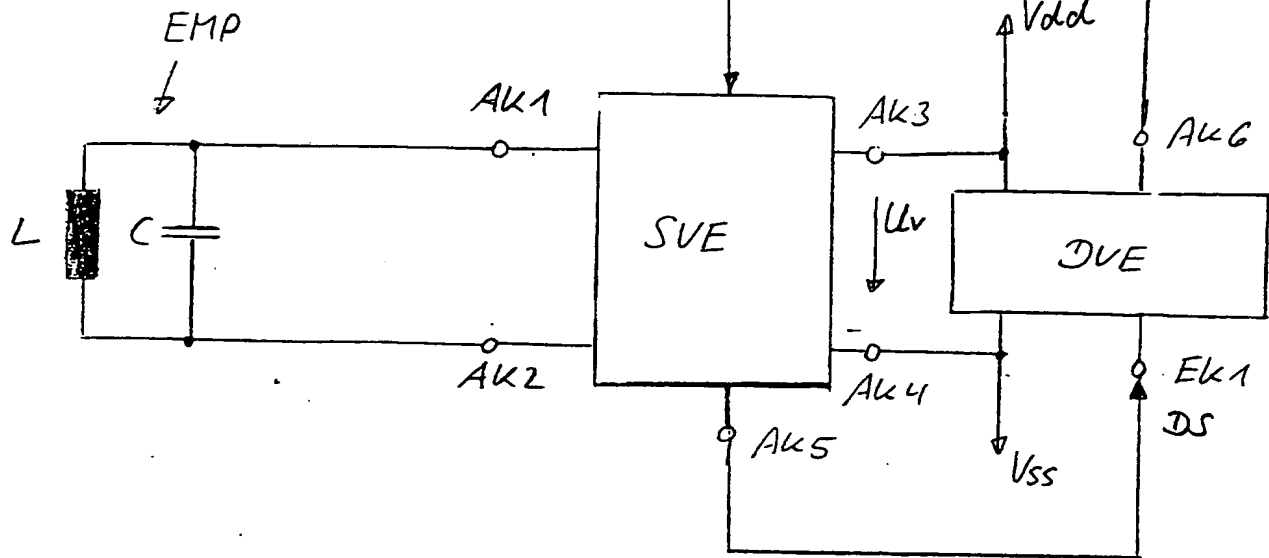 EMP
Vdd
AK1
AK3
AK6
L
C
SVE
Uv
DVE
-
AK2
AK4
EK1
DS
AK5
Vss